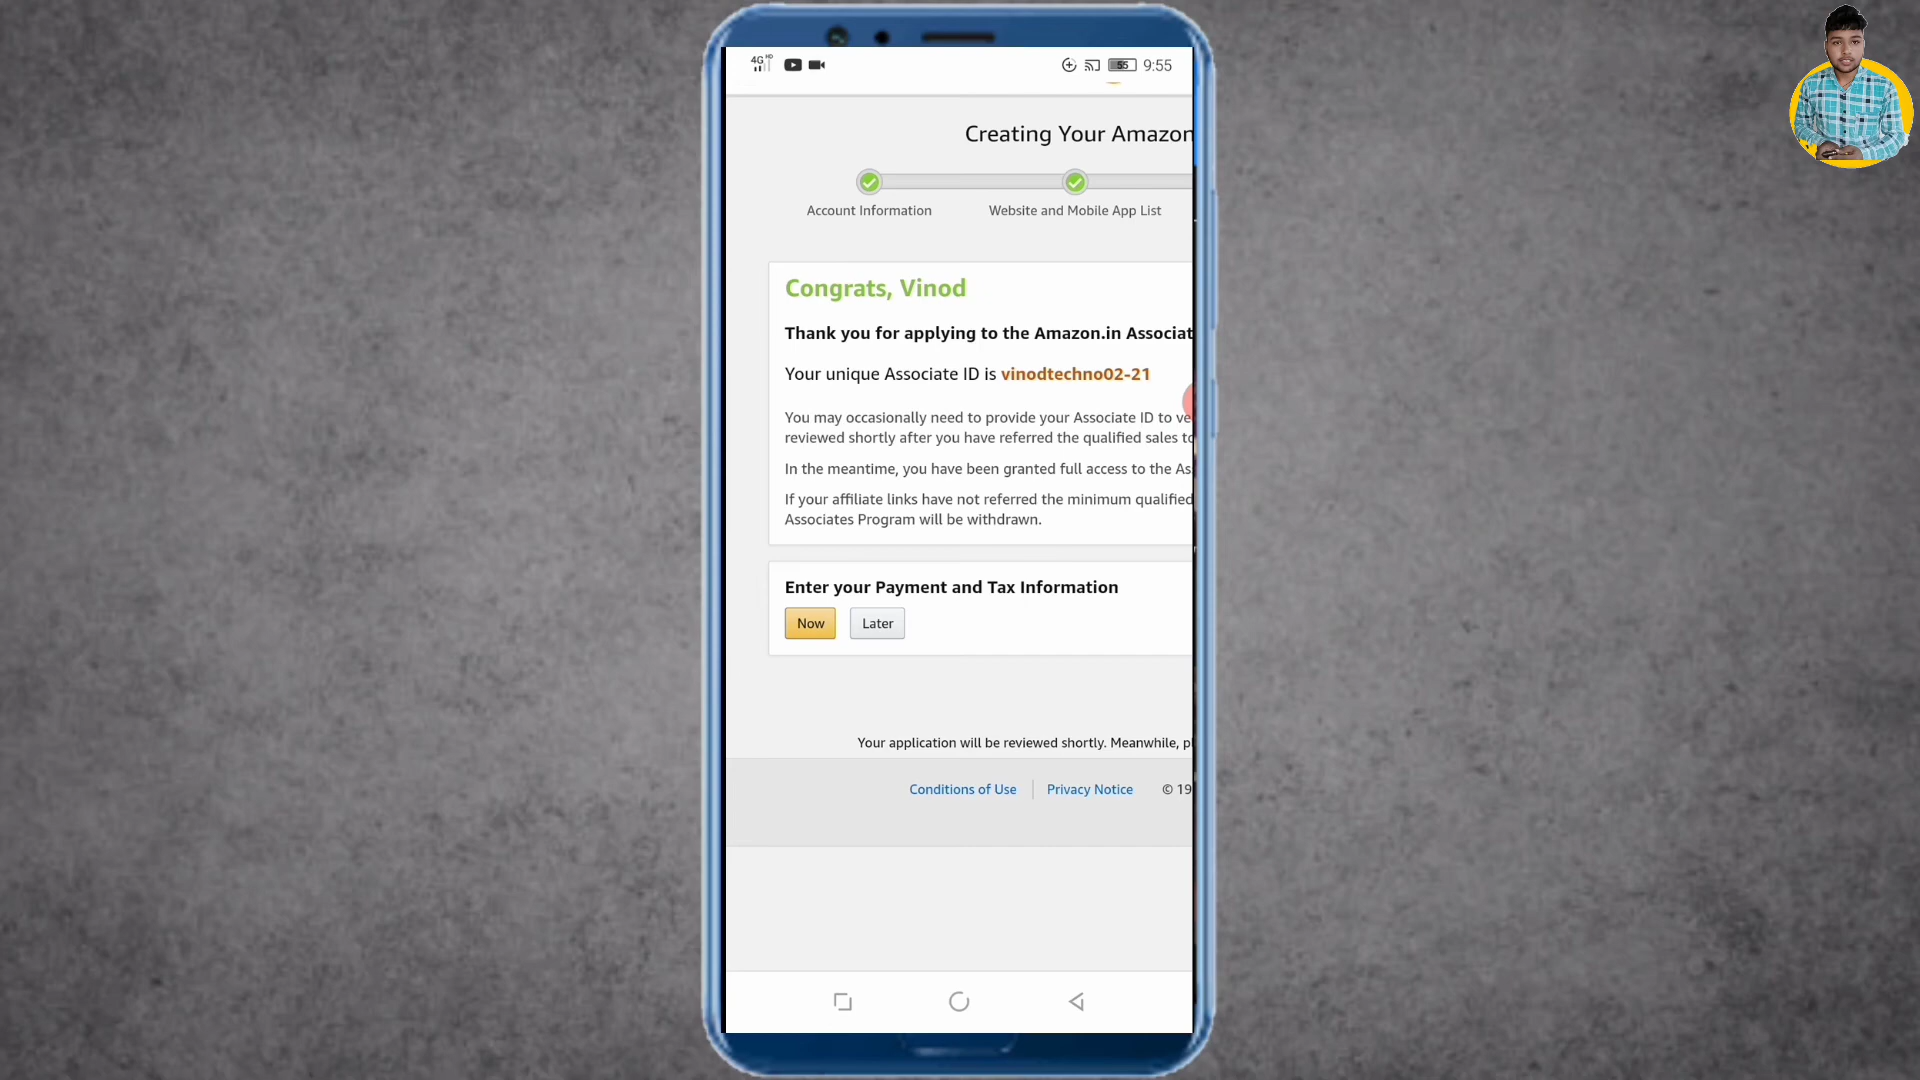 4G HD
55
9:55
Creating Your Amazon
Account Information
Website and Mobile App List
Congrats, Vinod
Thank you for applying to the Amazon.in Associat
Your unique Associate ID is vinodtechno02-21
You may occasionally need to provide your Associate ID to ve
reviewed shortly after you have referred the qualified sales to
In the meantime, you have been granted full access to the As
If your affiliate links have not referred the minimum qualified
Associates Program will be withdrawn.
Enter your Payment and Tax Information
Now
Later
Your application will be reviewed shortly. Meanwhile, pl
Conditions of Use
Privacy Notice
© 19